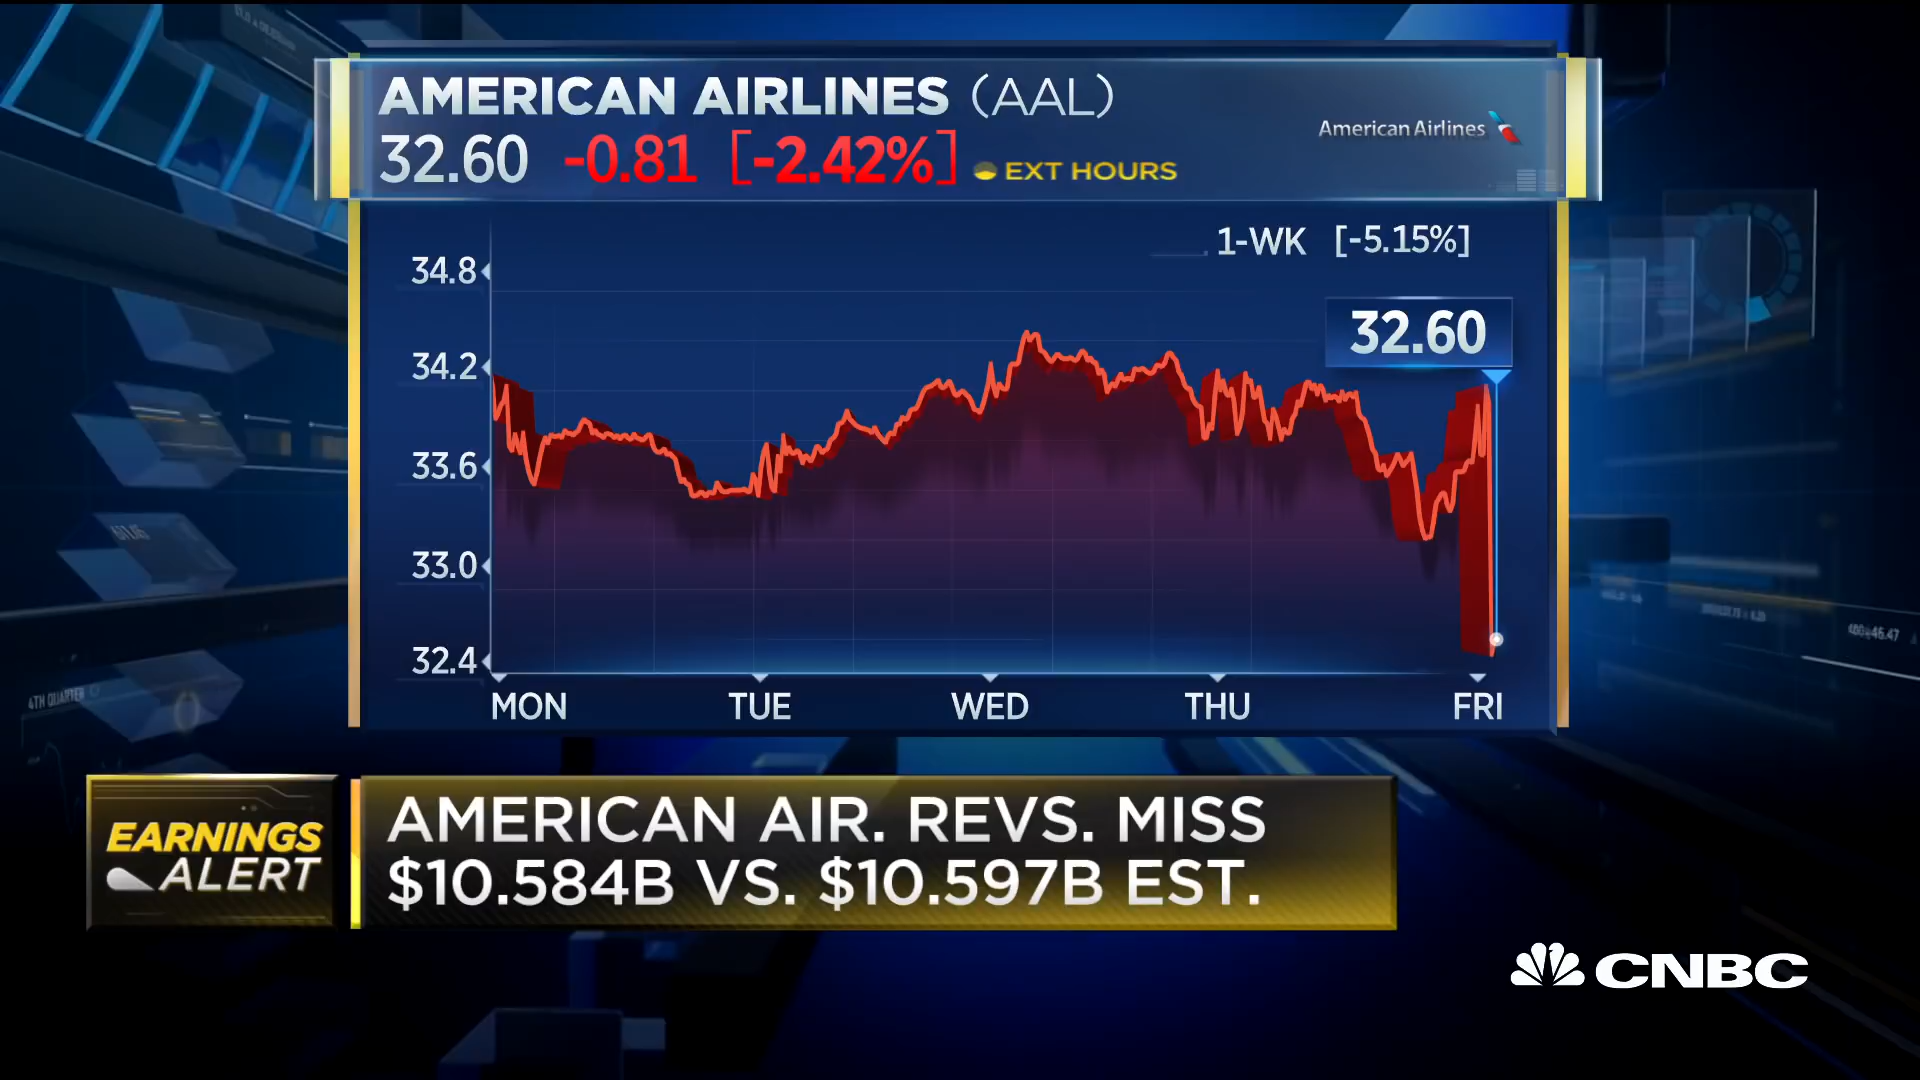 AMERICAN AIRLINES (AAL)
32.60 -0.81 [-2.42%] EXT HOURS
American Airlines
1-WK [-5.15%]
32.60
34.8
34.2
33.6
33.0
32.4
MON TUE WED THU FRI
4TH QUARTER
EARNINGS
ALERT
AMERICAN AIR. REVS. MISS
$10.584B VS. $10.597B EST.
CNBC